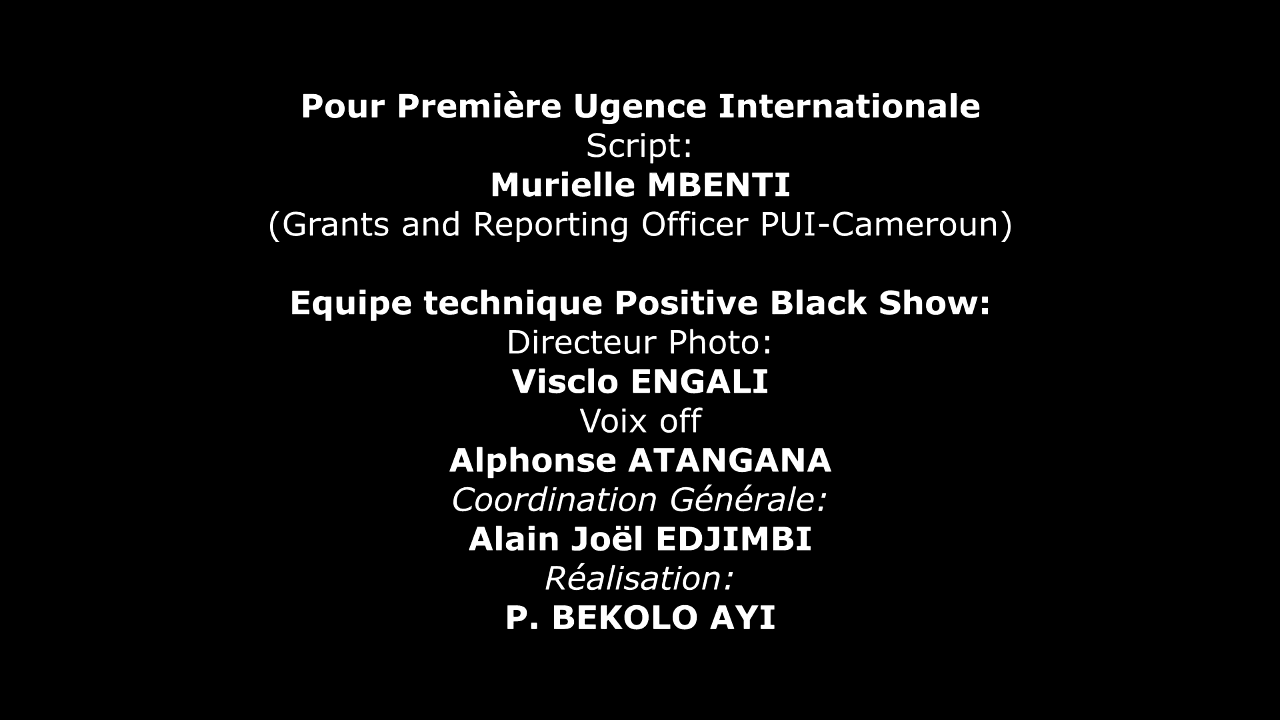 Pour Première Ugence Internationale
Script:
Murielle MBENTI
(Grants and Reporting Officer PUI-Cameroun)
Equipe technique Positive Black Show:
Directeur Photo:
Visclo ENGALI
Voix off
Alphonse ATANGANA
Coordination Générale:
Alain Joël EDJIMBI
Réalisation:
P. BEKOLO AYI